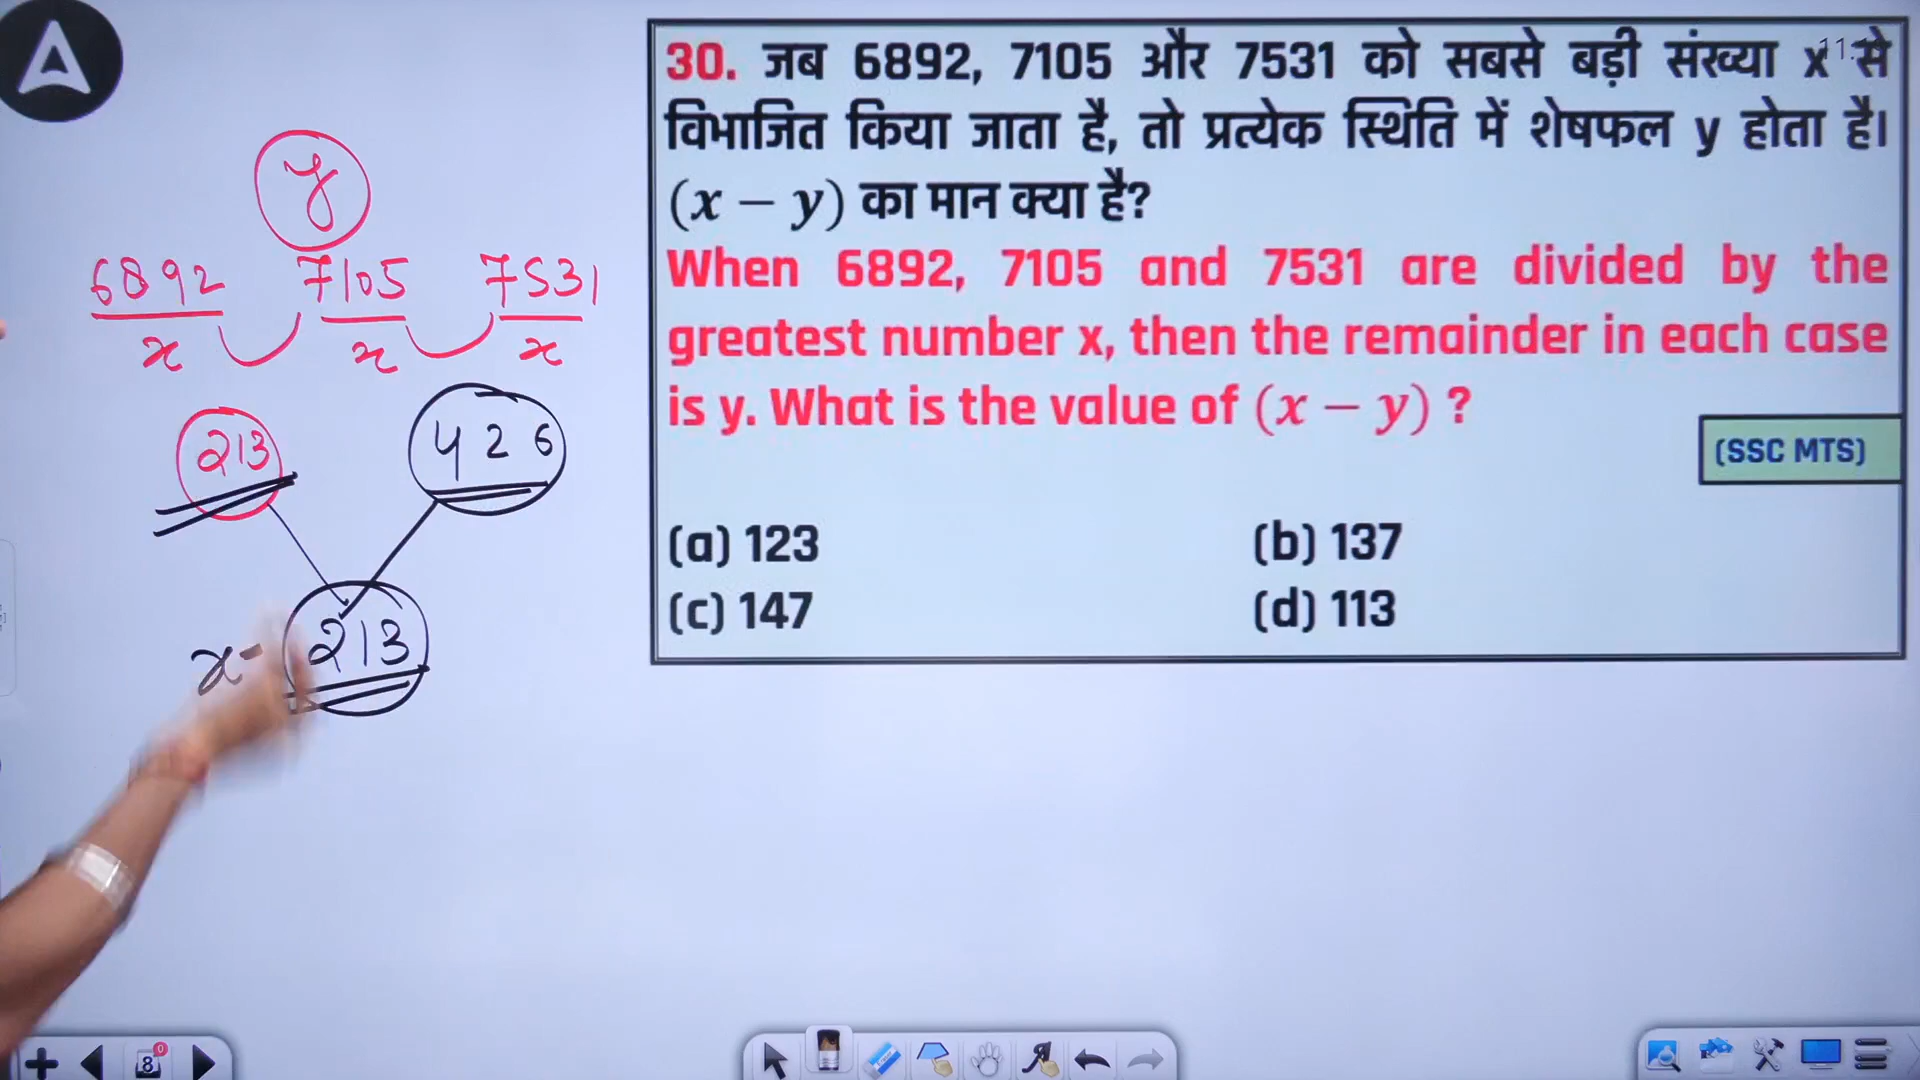 30. जब 6892, 7105 और 7531 को सबसे बड़ी संख्या x से
विभाजित किया जाता है, तो प्रत्येक स्थिति में शेषफल y होता है।
(x − y) का मान क्या है?
When 6892, 7105 and 7531 are divided by the
greatest number x, then the remainder in each case
is y. What is the value of (x − y) ?
(SSC MTS)
(a) 123 (b) 137
(c) 147 (d) 113
y
6892 7105 7531
x x x
213 426
x - 213
8
0